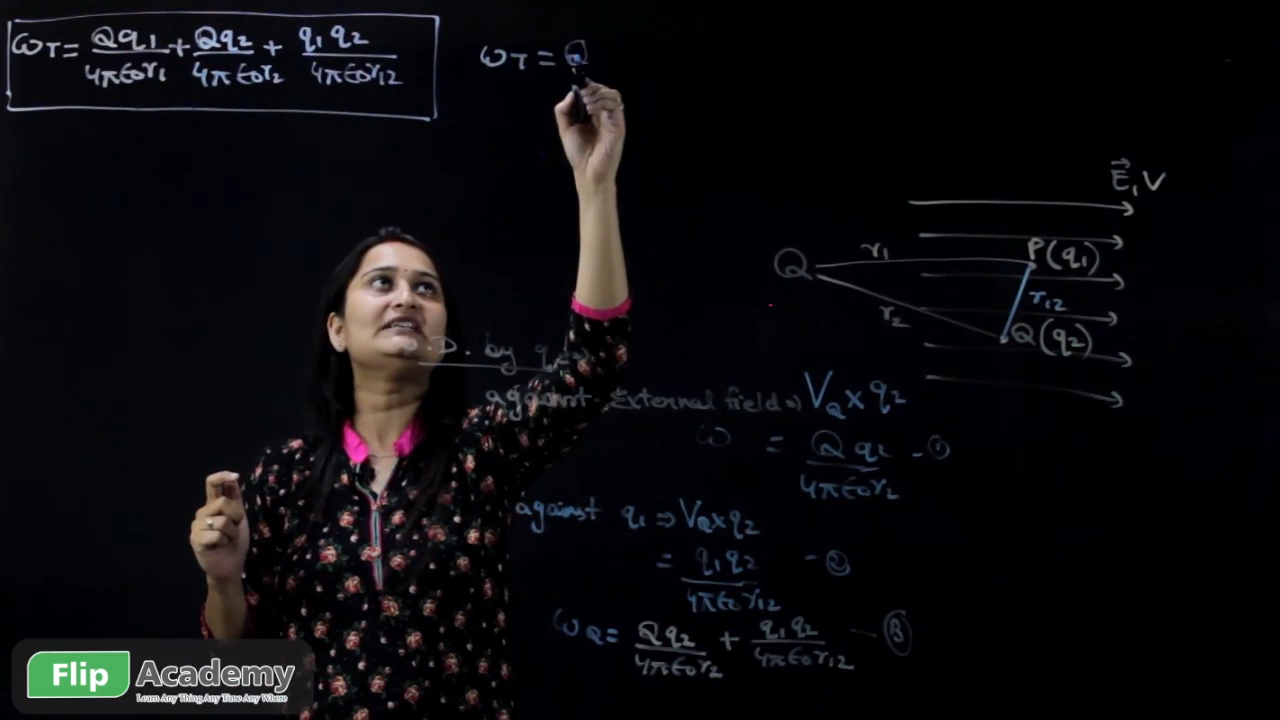 ωT = Qq1/4πε0r1 + Qq2/4πε0r2 + q1q2/4πε0r12
ωT = Q
E⃗, V
Q r1 P(q1)
r12
r2 Q(q2)
.D. by q2
against External field ⇒ VQ × q2
ω = Qq2/4πε0r2 - ①
against q1 ⇒ VQ × q2
= q1q2/4πε0r12 - ②
ωQ = Qq2/4πε0r2 + q1q2/4πε0r12 - ③
Flip Academy
Learn Any Thing Any Time Any Where